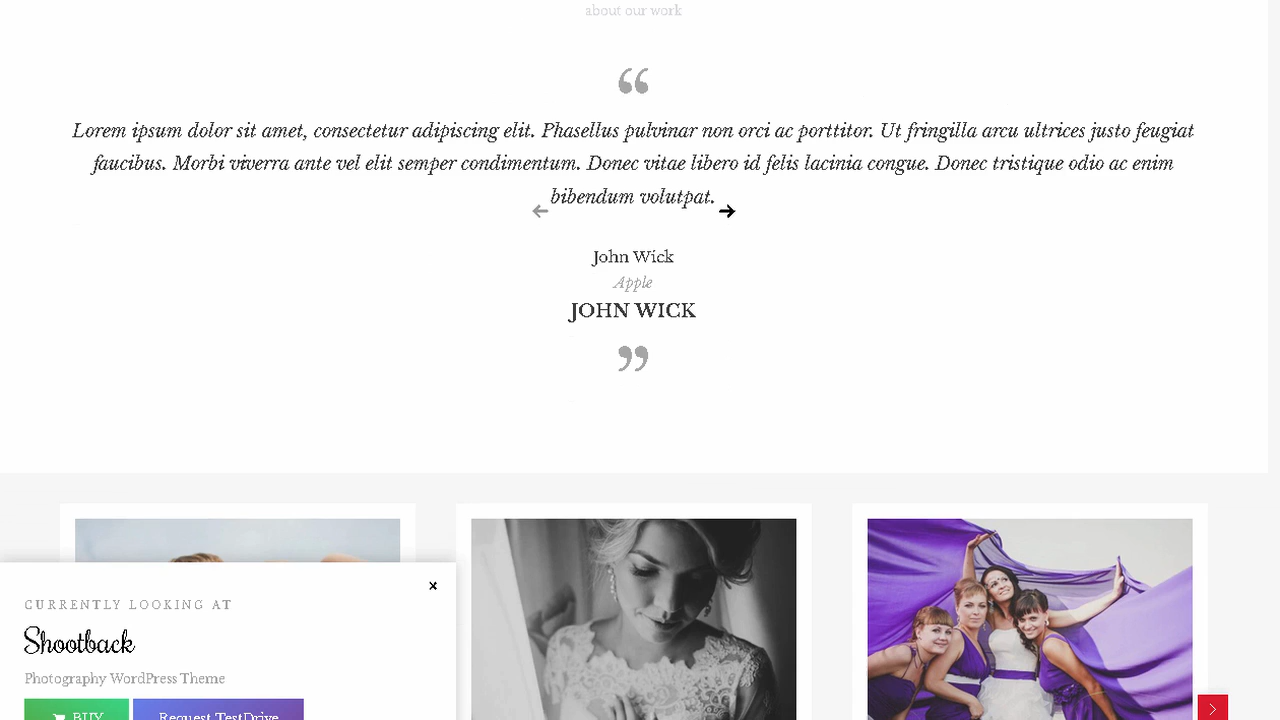 about our work
“
Lorem ipsum dolor sit amet, consectetur adipiscing elit. Phasellus pulvinar non orci ac porttitor. Ut fringilla arcu ultrices justo feugiat
faucibus. Morbi viverra ante vel elit semper condimentum. Donec vitae libero id felis lacinia congue. Donec tristique odio ac enim
bibendum volutpat.
John Wick
Apple
JOHN WICK
”
CURRENTLY LOOKING AT
Shootback
Photography WordPress Theme
BUY
Request TestDrive